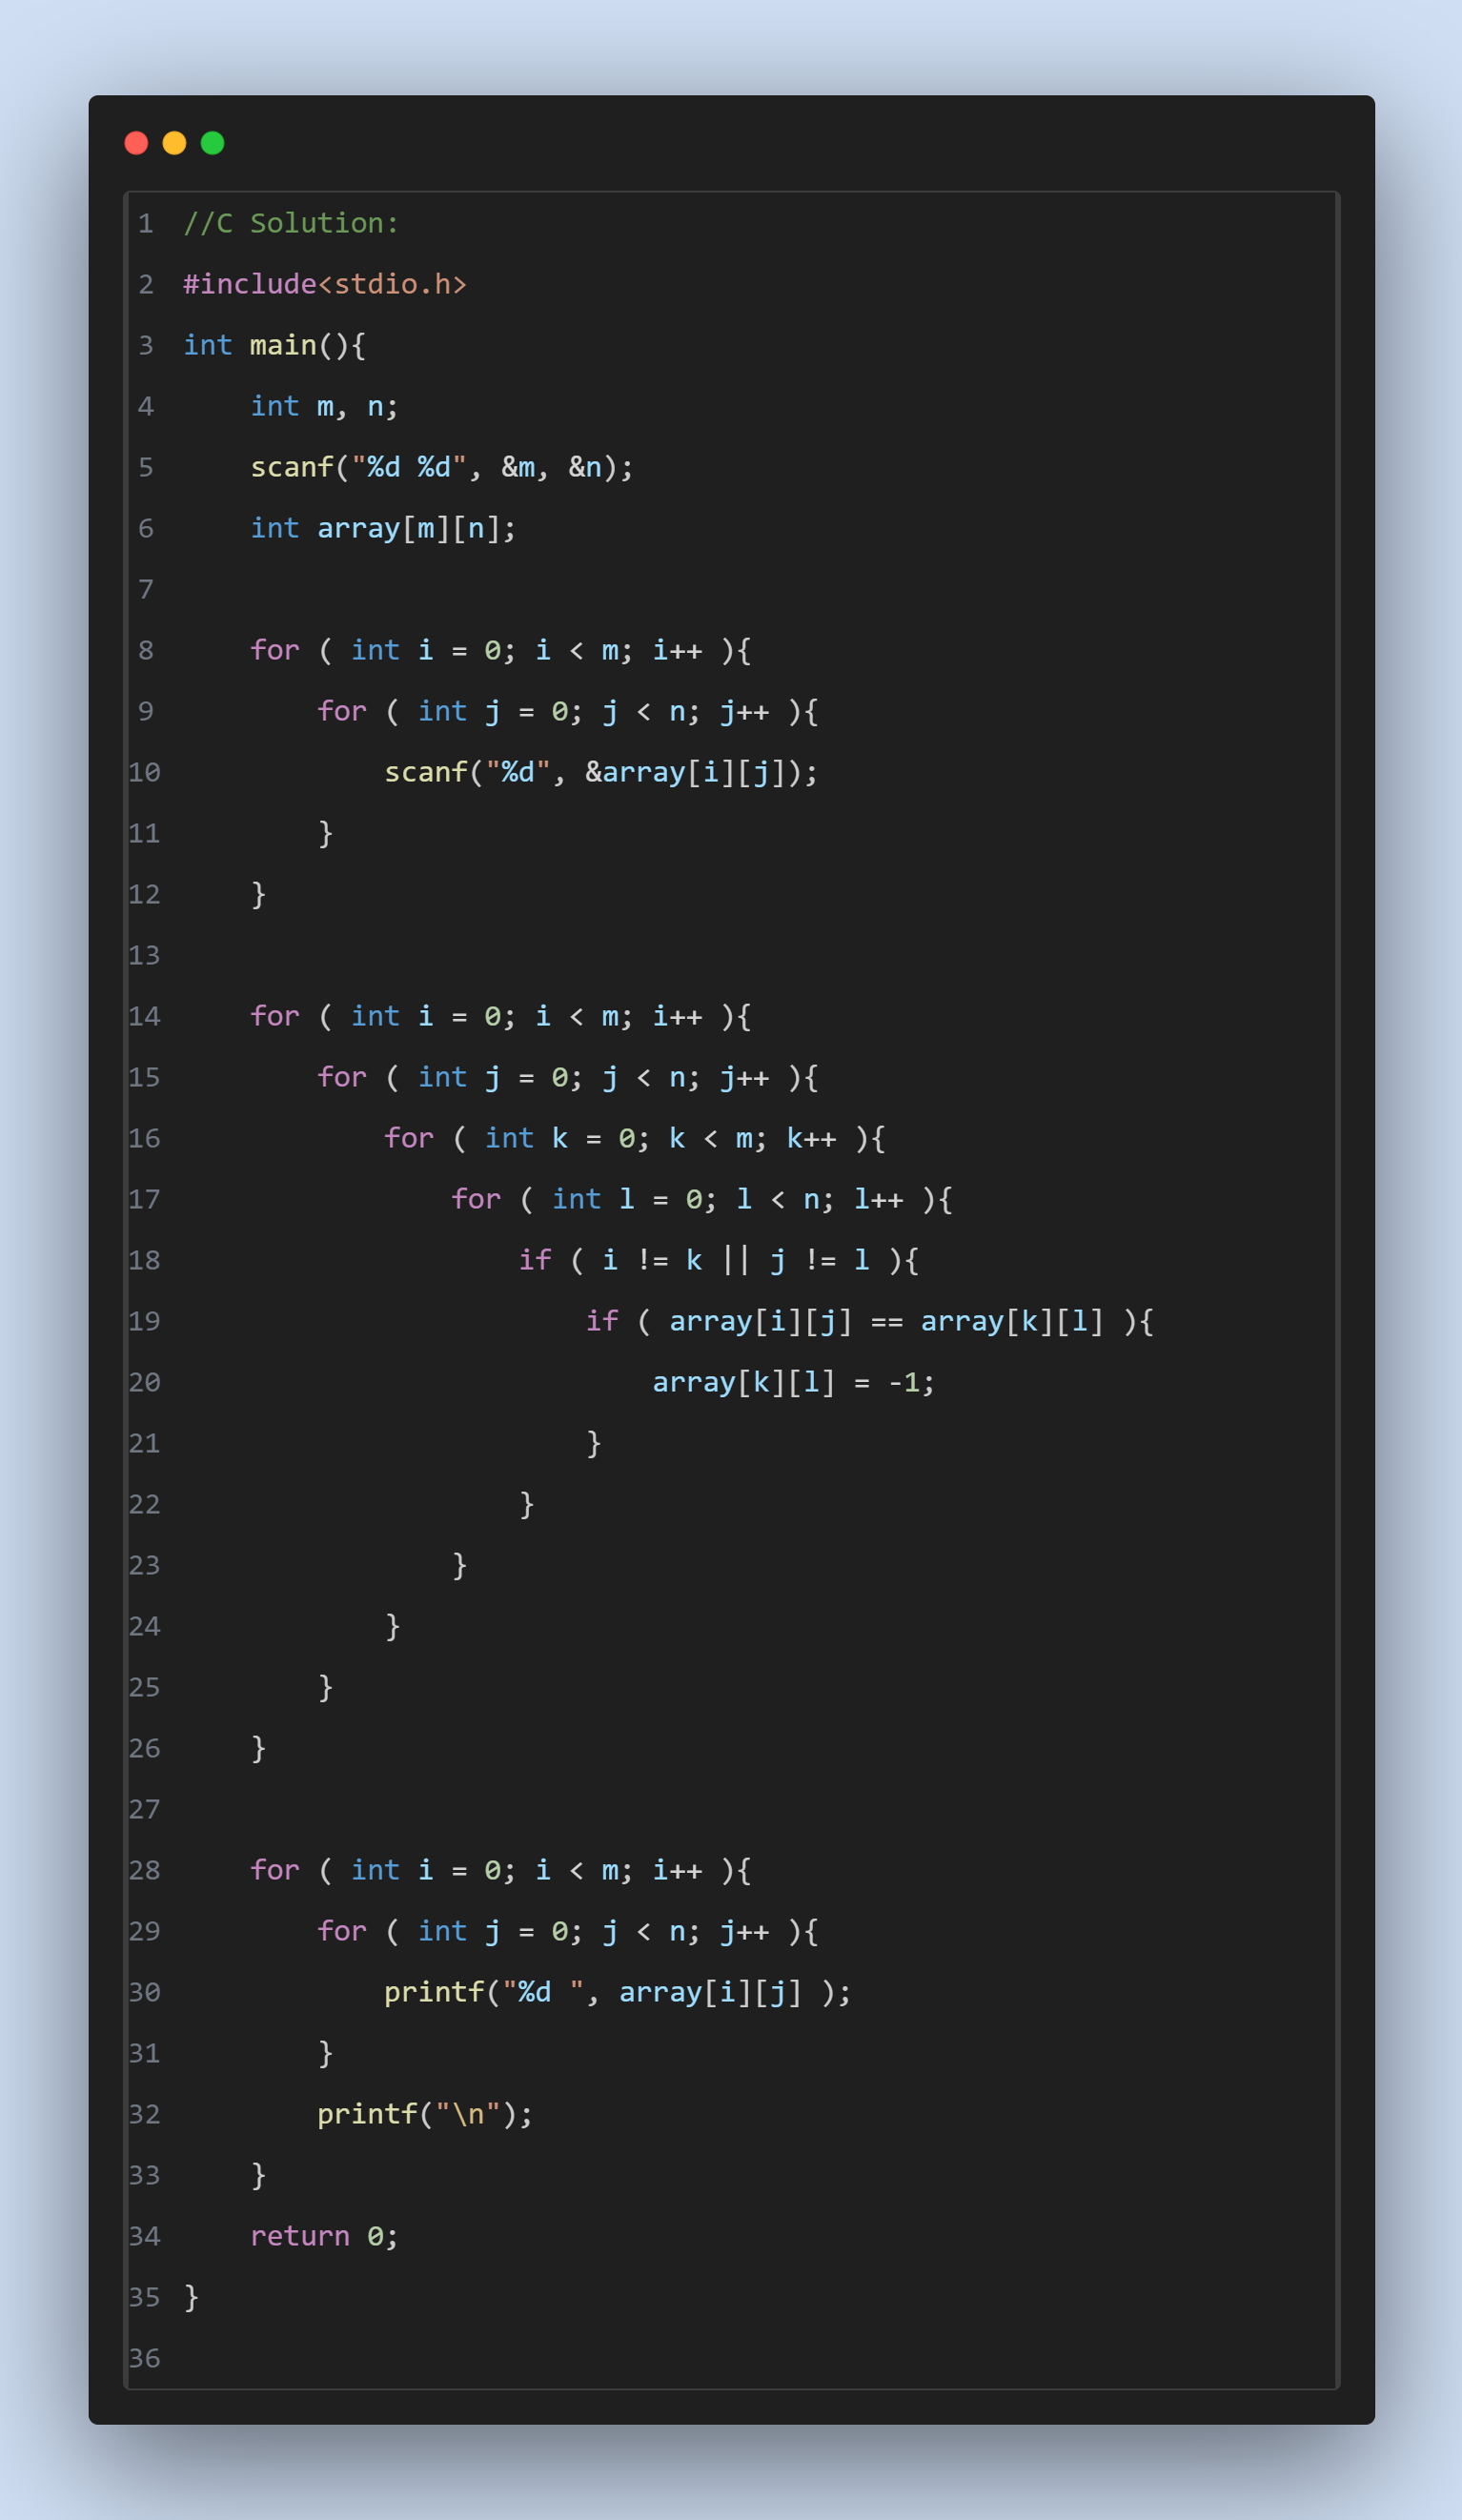 1 //C Solution:
2 #include<stdio.h>
3 int main(){
4     int m, n;
5     scanf("%d %d", &m, &n);
6     int array[m][n];
7
8     for ( int i = 0; i < m; i++ ){
9         for ( int j = 0; j < n; j++ ){
10             scanf("%d", &array[i][j]);
11         }
12     }
13
14     for ( int i = 0; i < m; i++ ){
15         for ( int j = 0; j < n; j++ ){
16             for ( int k = 0; k < m; k++ ){
17                 for ( int l = 0; l < n; l++ ){
18                     if ( i != k || j != l ){
19                         if ( array[i][j] == array[k][l] ){
20                             array[k][l] = -1;
21                         }
22                     }
23                 }
24             }
25         }
26     }
27
28     for ( int i = 0; i < m; i++ ){
29         for ( int j = 0; j < n; j++ ){
30             printf("%d ", array[i][j] );
31         }
32         printf("\n");
33     }
34     return 0;
35 }
36